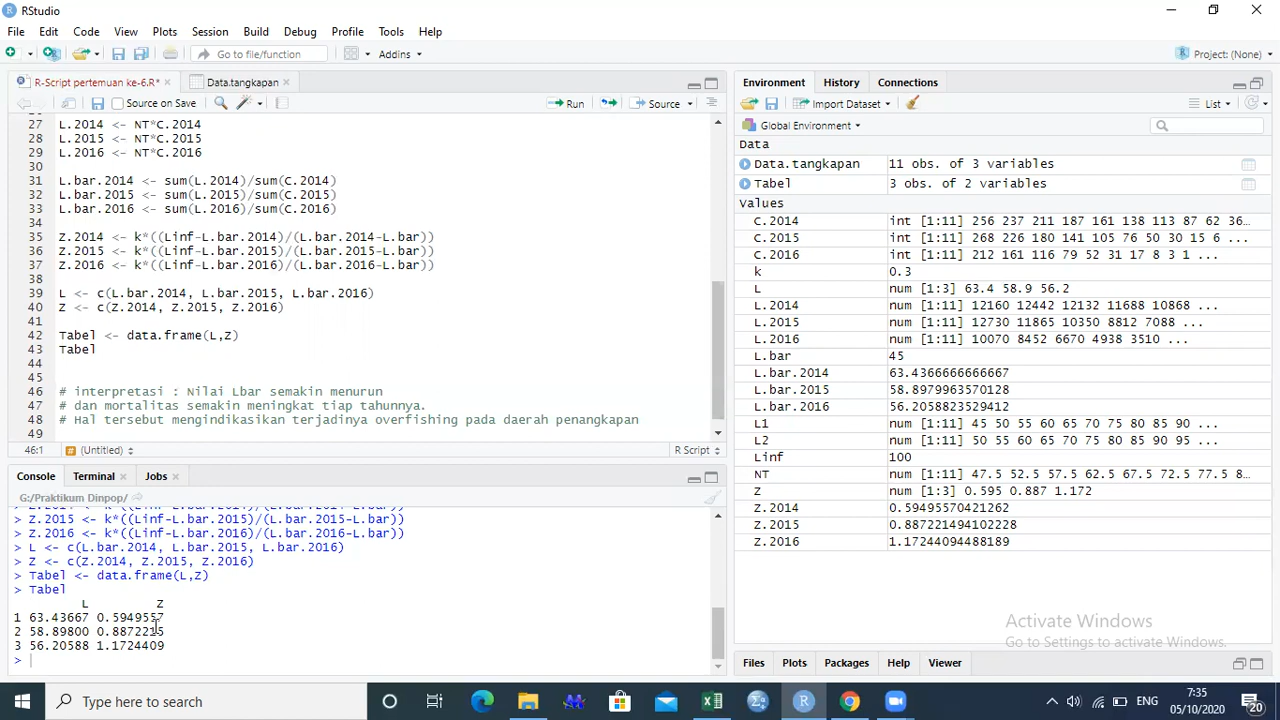 RStudio
File Edit Code View Plots Session Build Debug Profile Tools Help
Go to file/function Addins Project: (None)
R-Script pertemuan ke-6.R* Data.tangkapan
Source on Save Run Source
27 L.2014 <- NT*C.2014
28 L.2015 <- NT*C.2015
29 L.2016 <- NT*C.2016
30
31 L.bar.2014 <- sum(L.2014)/sum(C.2014)
32 L.bar.2015 <- sum(L.2015)/sum(C.2015)
33 L.bar.2016 <- sum(L.2016)/sum(C.2016)
34
35 Z.2014 <- k*((Linf-L.bar.2014)/(L.bar.2014-L.bar))
36 Z.2015 <- k*((Linf-L.bar.2015)/(L.bar.2015-L.bar))
37 Z.2016 <- k*((Linf-L.bar.2016)/(L.bar.2016-L.bar))
38
39 L <- c(L.bar.2014, L.bar.2015, L.bar.2016)
40 Z <- c(Z.2014, Z.2015, Z.2016)
41
42 Tabel <- data.frame(L,Z)
43 Tabel
44
45
46 # interpretasi : Nilai Lbar semakin menurun
47 # dan mortalitas semakin meningkat tiap tahunnya.
48 # Hal tersebut mengindikasikan terjadinya overfishing pada daerah penangkapan
49
46:1 (Untitled) R Script
Console Terminal Jobs
G:/Praktikum Dinpop/
> Z.2015 <- k*((Linf-L.bar.2015)/(L.bar.2015-L.bar))
> Z.2016 <- k*((Linf-L.bar.2016)/(L.bar.2016-L.bar))
> L <- c(L.bar.2014, L.bar.2015, L.bar.2016)
> Z <- c(Z.2014, Z.2015, Z.2016)
> Tabel <- data.frame(L,Z)
> Tabel
L Z
1 63.43667 0.5949557
2 58.89800 0.8872215
3 56.20588 1.1724409
>
Environment History Connections
Import Dataset List
Global Environment
Data
Data.tangkapan 11 obs. of 3 variables
Tabel 3 obs. of 2 variables
Values
C.2014 int [1:11] 256 237 211 187 161 138 113 87 62 36…
C.2015 int [1:11] 268 226 180 141 105 76 50 30 15 6 ...
C.2016 int [1:11] 212 161 116 79 52 31 17 8 3 1 ...
k 0.3
L num [1:3] 63.4 58.9 56.2
L.2014 num [1:11] 12160 12442 12132 11688 10868 ...
L.2015 num [1:11] 12730 11865 10350 8812 7088 ...
L.2016 num [1:11] 10070 8452 6670 4938 3510 ...
L.bar 45
L.bar.2014 63.4366666666667
L.bar.2015 58.8979963570128
L.bar.2016 56.2058823529412
L1 num [1:11] 45 50 55 60 65 70 75 80 85 90 ...
L2 num [1:11] 50 55 60 65 70 75 80 85 90 95 ...
Linf 100
NT num [1:11] 47.5 52.5 57.5 62.5 67.5 72.5 77.5 8…
Z num [1:3] 0.595 0.887 1.172
Z.2014 0.59495570421262
Z.2015 0.887221494102228
Z.2016 1.17244094488189
Activate Windows
Go to Settings to activate Windows.
Files Plots Packages Help Viewer
Type here to search
ENG
7:35
05/10/2020
20